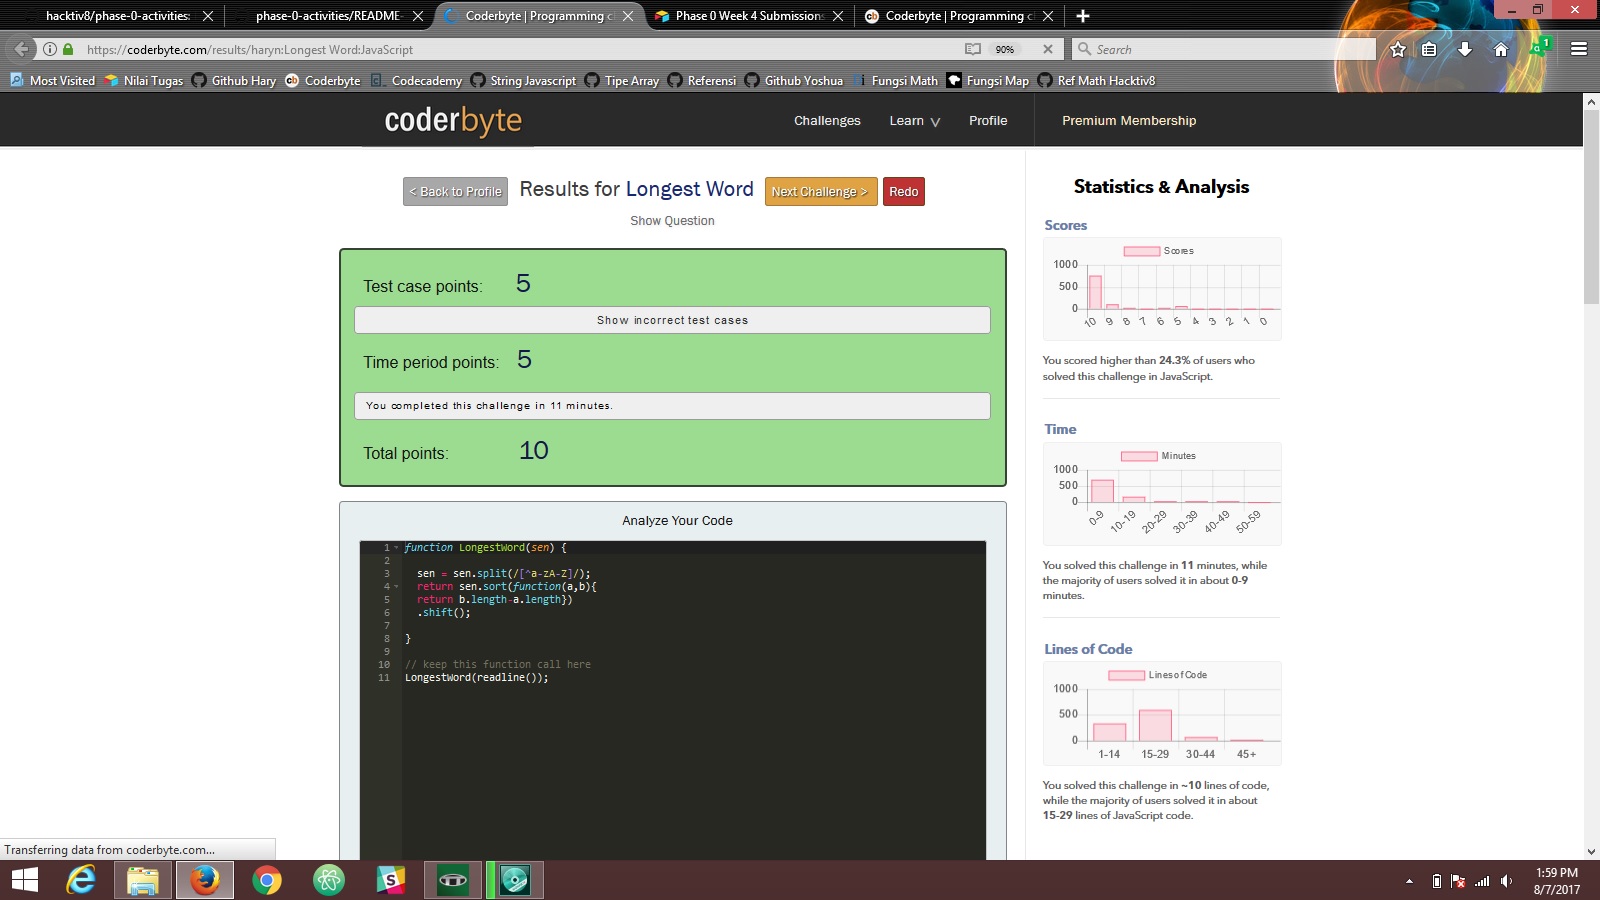 hacktiv8/phase-0-activities:
phase-0-activities/README-
Coderbyte | Programming c
Phase 0 Week 4 Submissions
Coderbyte | Programming c
https://coderbyte.com/results/haryn:Longest Word:JavaScript
90%
Search
1
Most Visited
Nilai Tugas
Github Hary
Coderbyte
Codecademy
String Javascript
Tipe Array
Referensi
Github Yoshua
Fungsi Math
Fungsi Map
Ref Math Hacktiv8
coderbyte
Challenges
Learn
Profile
Premium Membership
< Back to Profile
Results for Longest Word
Next Challenge >
Redo
Show Question
Test case points: 5
Show incorrect test cases
Time period points: 5
You completed this challenge in 11 minutes.
Total points: 10
Analyze Your Code
1 function LongestWord(sen) {
2
3 sen = sen.split(/[^a-zA-Z]/);
4 return sen.sort(function(a,b){
5 return b.length-a.length})
6 .shift();
7
8 }
9
10 // keep this function call here
11 LongestWord(readline());
Statistics & Analysis
Scores
Scores
1000
500
0
10 9 8 7 6 5 4 3 2 1 0
You scored higher than 24.3% of users who
solved this challenge in JavaScript.
Time
Minutes
1000
500
0
0-9 10-19 20-29 30-39 40-49 50-59
You solved this challenge in 11 minutes, while
the majority of users solved it in about 0-9
minutes.
Lines of Code
Lines of Code
1000
500
0
1-14 15-29 30-44 45+
You solved this challenge in ~10 lines of code,
while the majority of users solved it in about
15-29 lines of JavaScript code.
Transferring data from coderbyte.com...
1:59 PM
8/7/2017